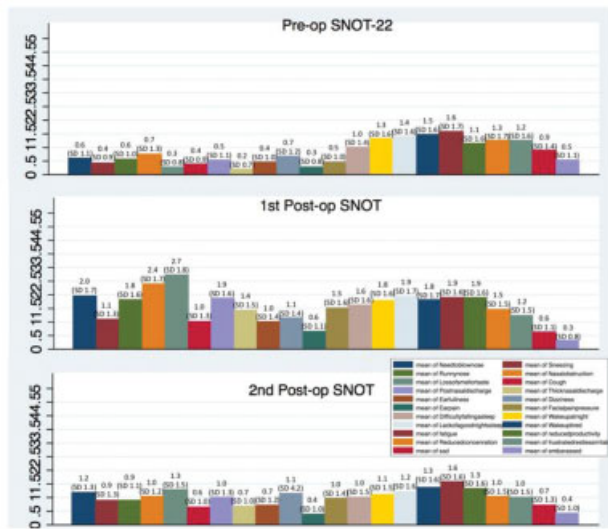 Pre-op SNOT-22
0 .5 11.522.533.544.55
0.6 0.4 0.6 0.7 0.3 0.4 0.5 0.2 0.4 0.7 0.3 0.5 1.0 1.3 1.4 1.5 1.6 1.1 1.3 1.2 0.9 0.5
(SD 1.1) (SD 0.9) (SD 1.0) (SD 1.3) (SD 0.8) (SD 0.9) (SD 1.1) (SD 0.7) (SD 1.0) (SD 1.2) (SD 0.8) (SD 1.0) (SD 1.4) (SD 1.6) (SD 1.6) (SD 1.6) (SD 1.7) (SD 1.4) (SD 1.7) (SD 1.6) (SD 1.4) (SD 1.1)
1st Post-op SNOT
0 .5 11.522.533.544.55
2.0 1.1 1.8 2.4 2.7 1.0 1.9 1.4 1.0 1.1 0.6 1.5 1.6 1.8 1.9 1.8 1.9 1.9 1.5 1.2 0.6 0.3
(SD 1.7) (SD 1.3) (SD 1.6) (SD 1.7) (SD 1.8) (SD 1.3) (SD 1.6) (SD 1.5) (SD 1.4) (SD 1.4) (SD 1.1) (SD 1.6) (SD 1.6) (SD 1.6) (SD 1.7) (SD 1.7) (SD 1.6) (SD 1.6) (SD 1.5) (SD 1.5) (SD 1.1) (SD 0.8)
mean of Needtoblownose mean of Sneezing
mean of Runnynose mean of Nasalobstruction
mean of Lossofsmellortaste mean of Cough
mean of Postnasaldischarge mean of Thicknasaldischarge
mean of Earfullness mean of Dizziness
mean of Earpain mean of Facialpainpressure
mean of Difficultyfallingasleep mean of Wakeupatnight
mean of Lackofagoodnightssleep mean of Wakeuptired
mean of fatigue mean of reducedproductivity
mean of Reducedconcentration
mean of sad mean of embarrassed
2nd Post-op SNOT
0 .5 11.522.533.544.55
1.2 0.9 0.9 1.0 1.3 0.6 1.0 0.7 0.7 1.1 0.4 1.0 1.0 1.1 1.2 1.3 1.6 1.3 1.0 1.0 0.7 0.4
(SD 1.3) (SD 1.3) (SD 1.1) (SD 1.2) (SD 1.5) (SD 1.0) (SD 1.3) (SD 1.0) (SD 1.2) (SD 4.2) (SD 1.0) (SD 1.4) (SD 1.5) (SD 1.5) (SD 1.6) (SD 1.6) (SD 1.6) (SD 1.6) (SD 1.5) (SD 1.5) (SD 1.3) (SD 1.0)